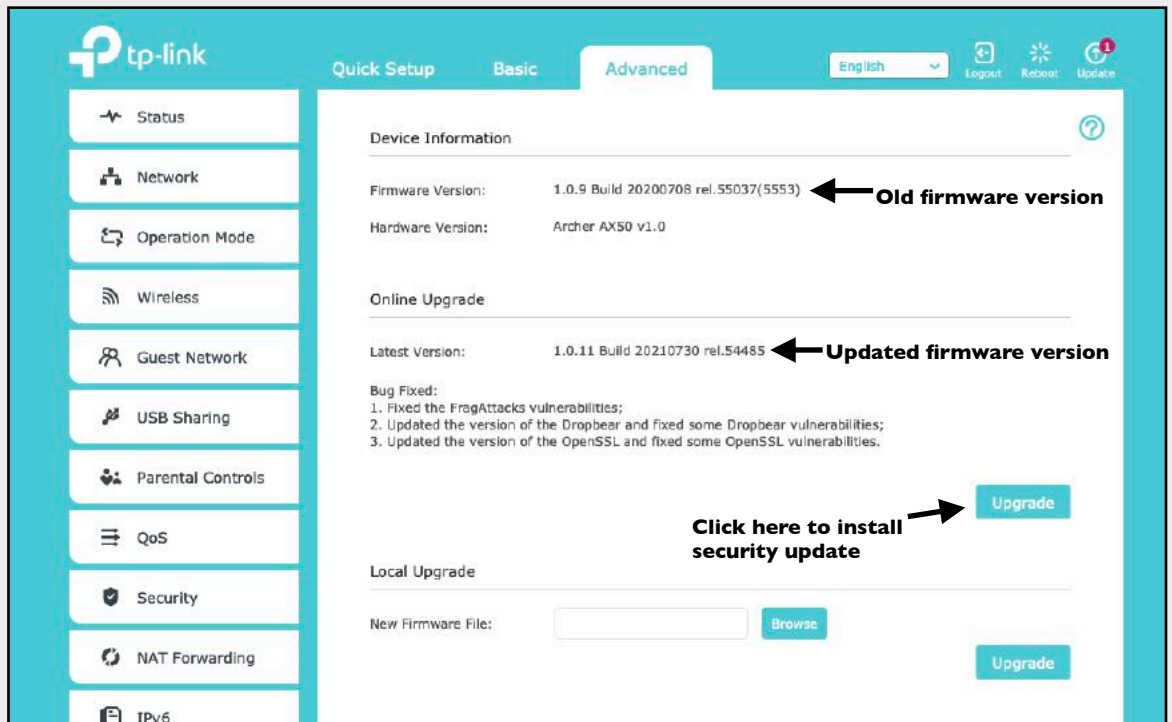 tp-link
Quick Setup Basic Advanced English Logout Reboot Update 1
Status
Network
Operation Mode
Wireless
Guest Network
USB Sharing
Parental Controls
QoS
Security
NAT Forwarding
IPv6
Device Information
Firmware Version: 1.0.9 Build 20200708 rel.55037(5553) Old firmware version
Hardware Version: Archer AX50 v1.0
Online Upgrade
Latest Version: 1.0.11 Build 20210730 rel.54485 Updated firmware version
Bug Fixed:
1. Fixed the FragAttacks vulnerabilities;
2. Updated the version of the Dropbear and fixed some Dropbear vulnerabilities;
3. Updated the version of the OpenSSL and fixed some OpenSSL vulnerabilities.
Upgrade
Click here to install
security update
Local Upgrade
New Firmware File: Browse
Upgrade